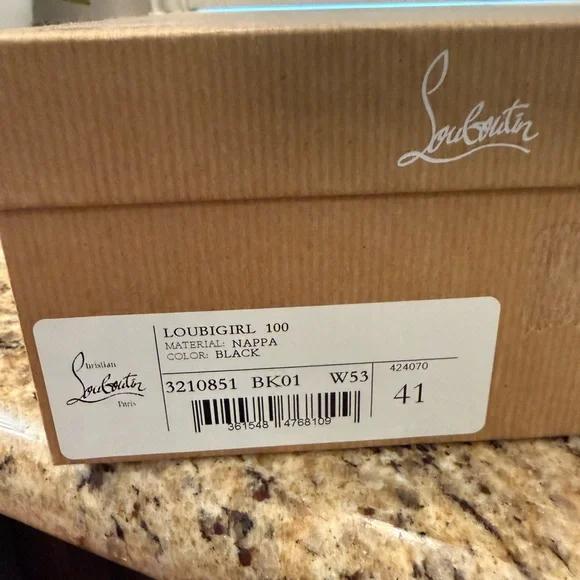 Louboutin
LOUBIGIRL 100
MATERIAL: NAPPA
COLOR: BLACK
Christian
Louboutin
Paris
3210851 BK01 W53
424070
41
361548 4768109